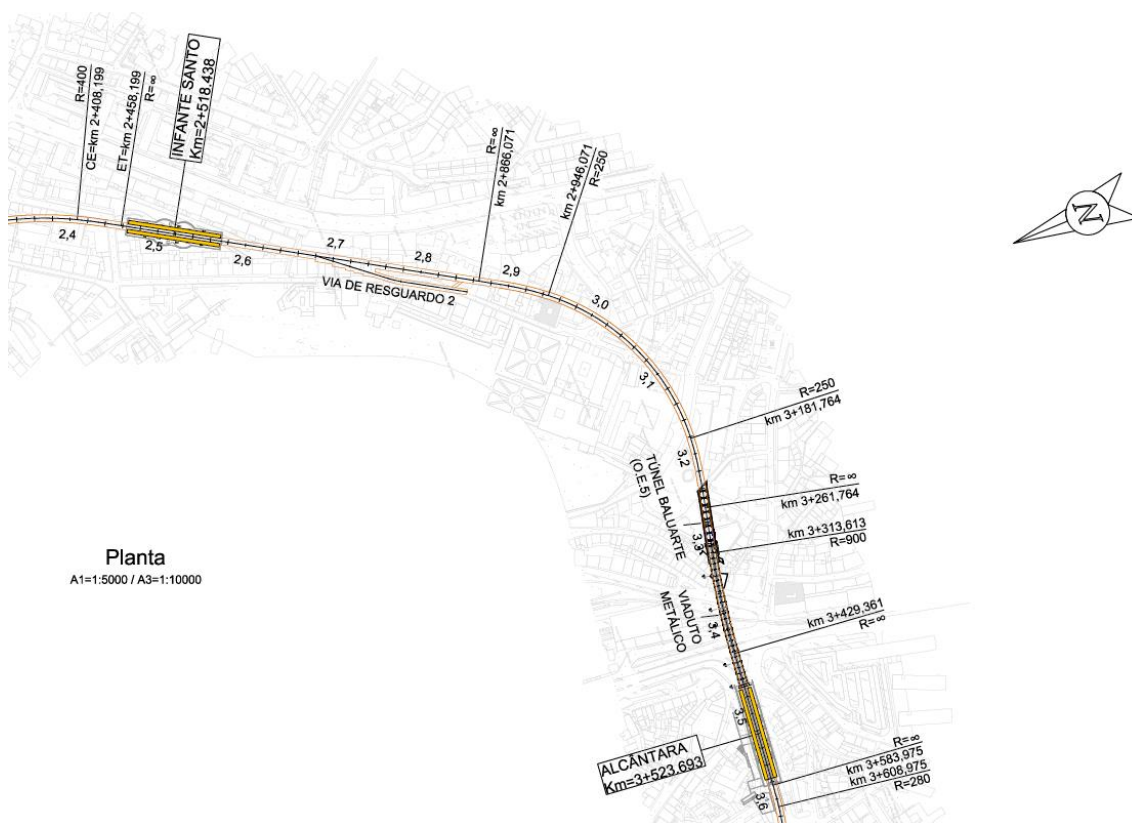 R=400
CE=km 2+408,199
ET=km 2+458,199
R=∞
INFANTE SANTO
Km=2+518.438
R=∞
km 2+866,071
km 2+946,071
R=250
N
2,4
2,5
2,6
2,7
2,8
2,9
3,0
VIA DE RESGUARDO 2
3,1
R=250
km 3+181,764
3,2
TÚNEL BALUARTE
(O.E.5)
R=∞
km 3+261,764
3,3
km 3+313,613
R=900
Planta
A1=1:5000 / A3=1:10000
VIADUTO
METÁLICO
3,4
km 3+429,361
R=∞
3,5
ALCÂNTARA
Km=3+523.693
R=∞
km 3+583,975
km 3+608,975
R=280
3,6